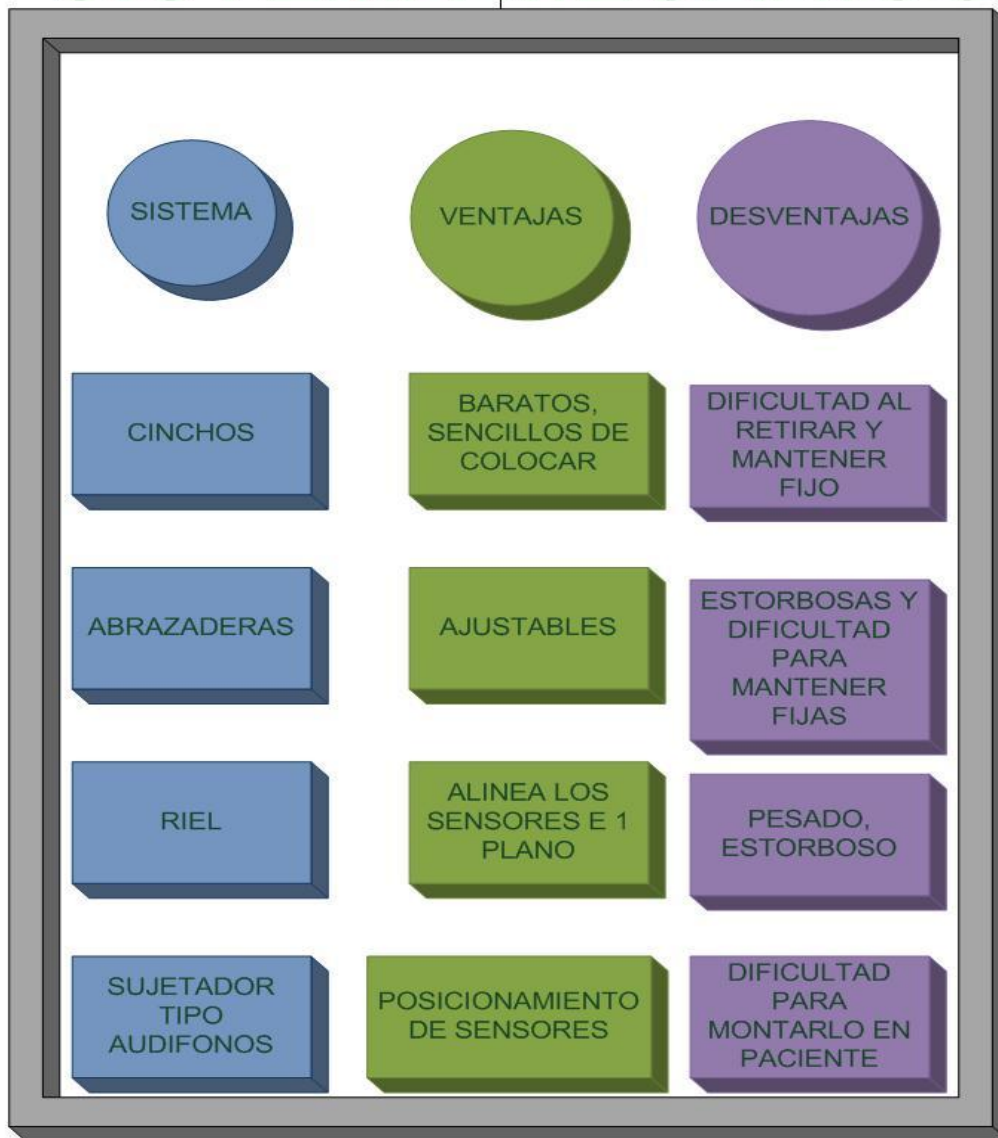 SISTEMA
VENTAJAS
DESVENTAJAS
CINCHOS
BARATOS,
SENCILLOS DE
COLOCAR
DIFICULTAD AL
RETIRAR Y
MANTENER
FIJO
ABRAZADERAS
AJUSTABLES
ESTORBOSAS Y
DIFICULTAD
PARA
MANTENER
FIJAS
RIEL
ALINEA LOS
SENSORES E 1
PLANO
PESADO,
ESTORBOSO
SUJETADOR
TIPO
AUDIFONOS
POSICIONAMIENTO
DE SENSORES
DIFICULTAD
PARA
MONTARLO EN
PACIENTE